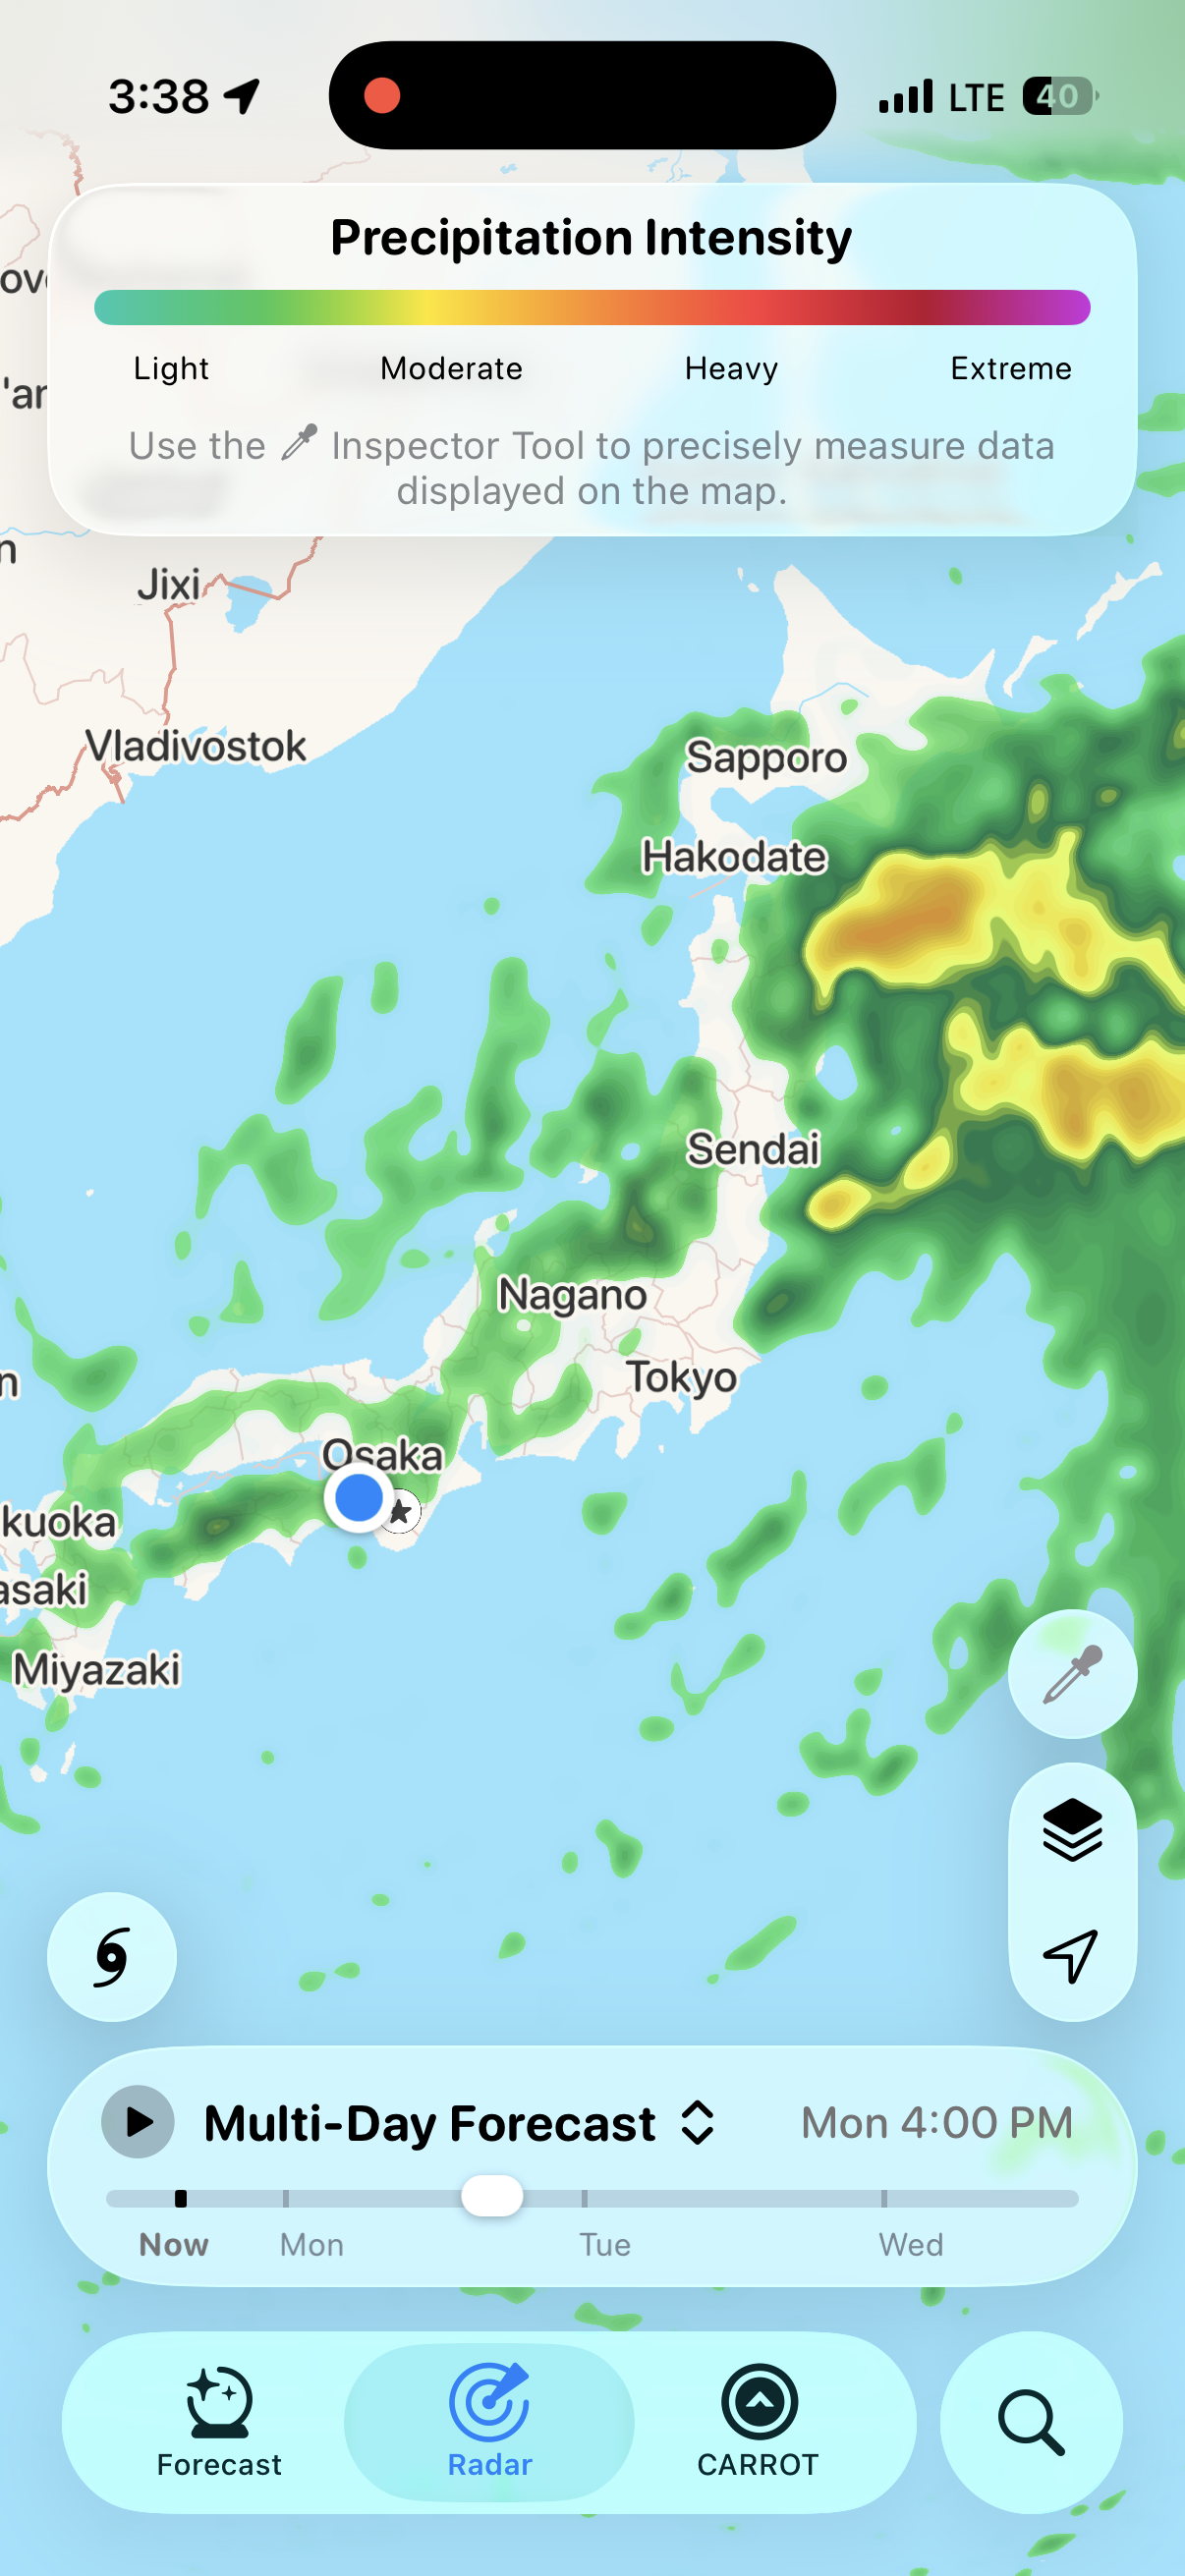 3:38
LTE
40
Precipitation Intensity
Light Moderate Heavy Extreme
Use the Inspector Tool to precisely measure data
displayed on the map.
Jixi
Vladivostok
Sapporo
Hakodate
Sendai
Nagano
Tokyo
Osaka
kuoka
asaki
Miyazaki
Multi-Day Forecast
Mon 4:00 PM
Now Mon Tue Wed
Forecast Radar CARROT